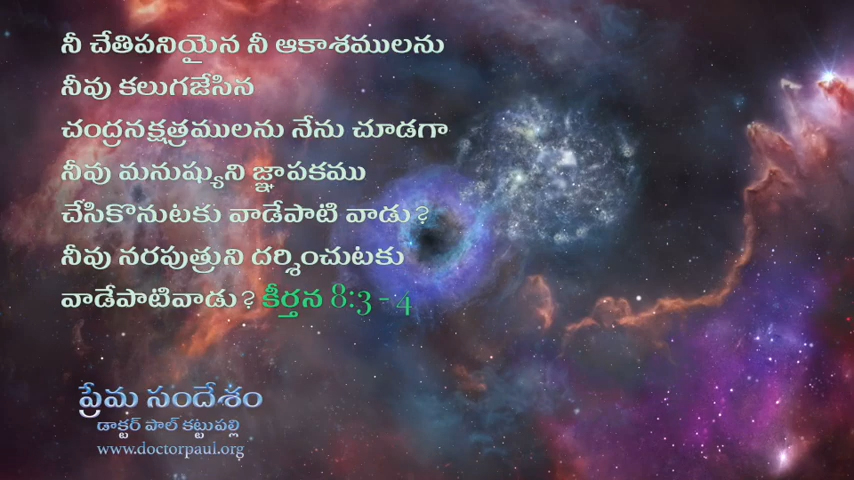 నీ చేతిపనియైన నీ ఆకాశములను
నీవు కలుగజేసిన
చంద్రనక్షత్రములను నేను చూడగా
నీవు మనుష్యుని జ్ఞాపకము
చేసికొనుటకు వాడేపాటి వాడు?
నీవు నరపుత్రుని దర్శించుటకు
వాడేపాటివాడు? కీర్తన 8:3 - 4
ప్రేమ సందేశం
డాక్టర్ పాల్ కట్టుపల్లి
www.doctorpaul.org